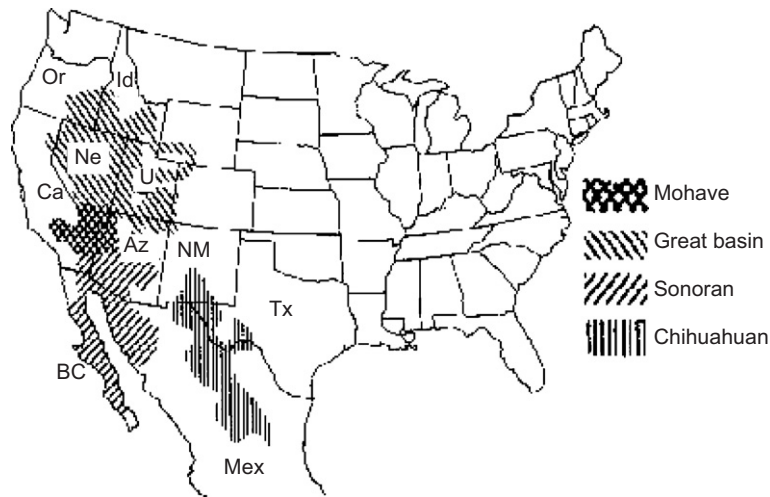 Or
Id
Ne
U
Ca
Az
NM
Tx
BC
Mex
Mohave
Great basin
Sonoran
Chihuahuan